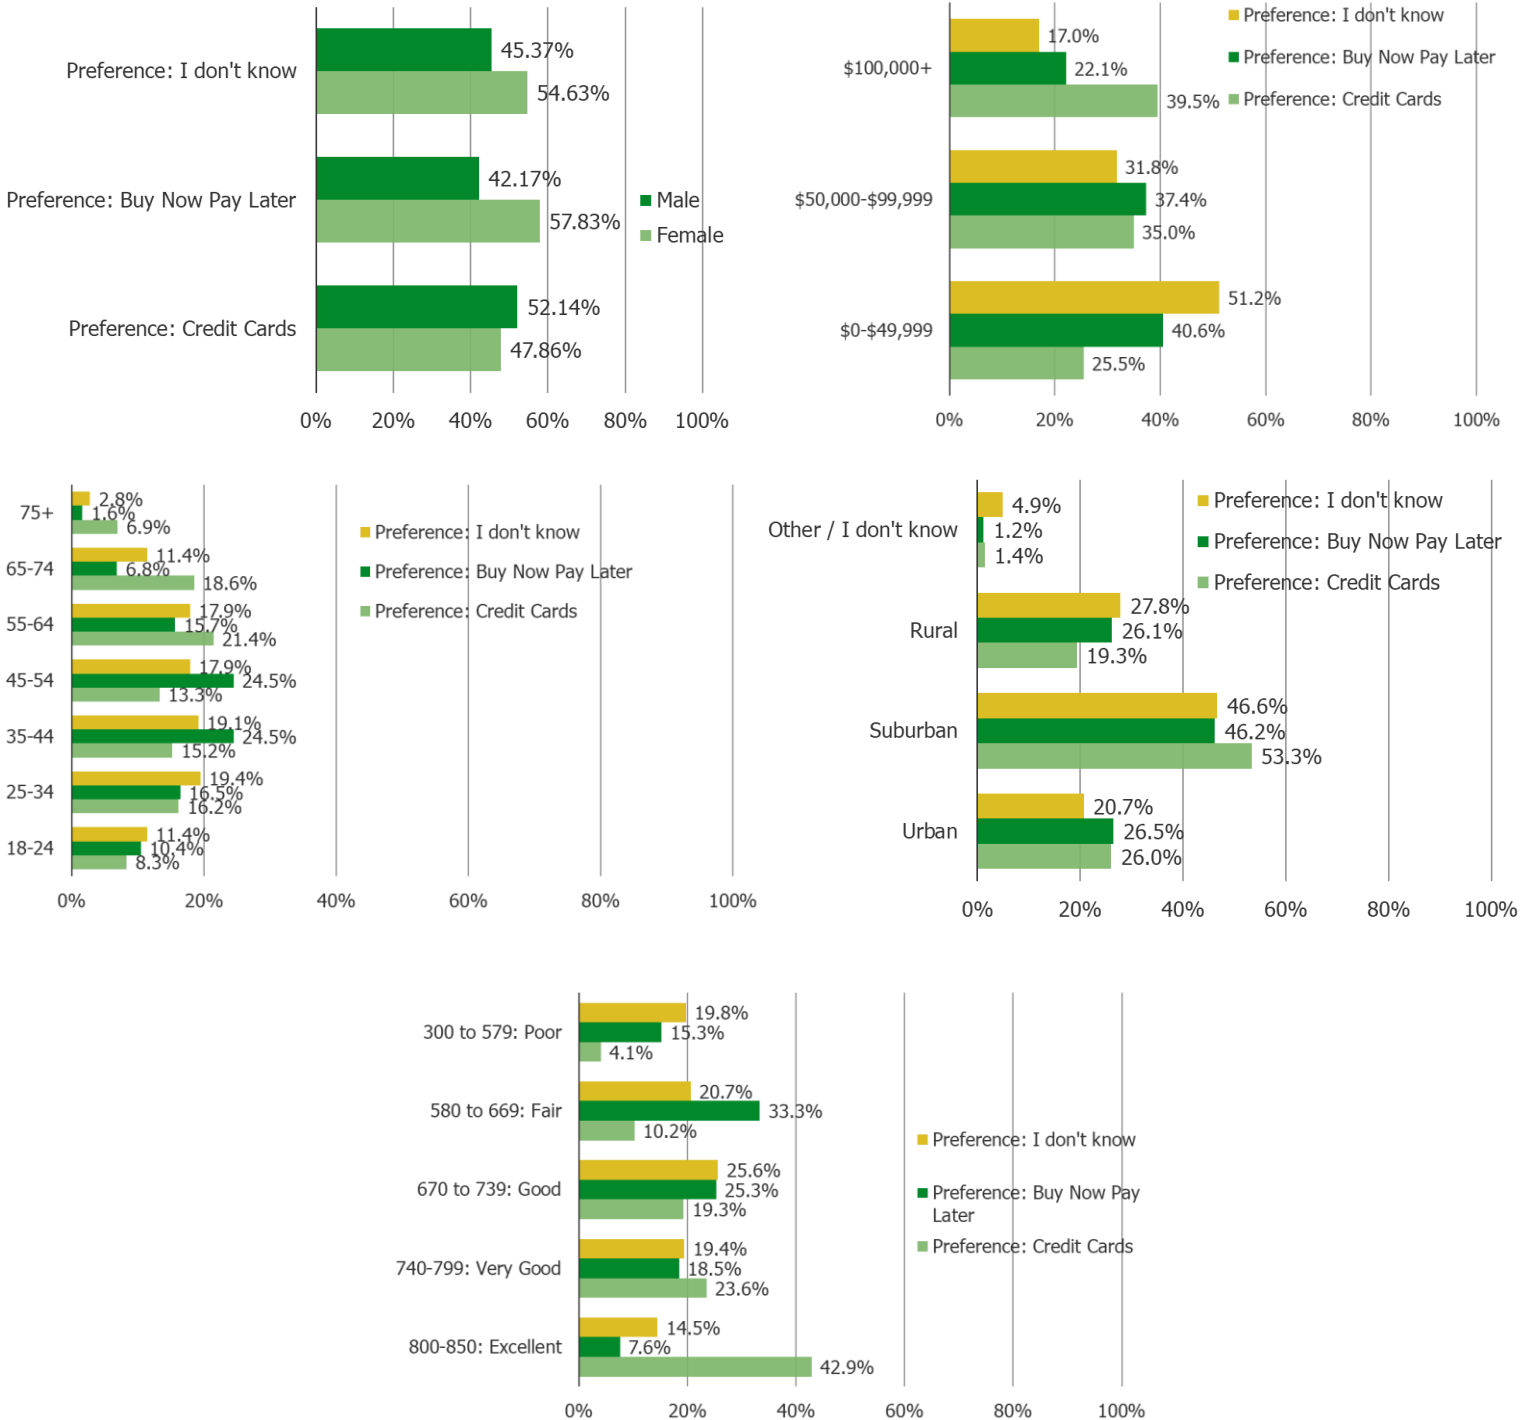 Preference: I don't know
45.37%
54.63%
Preference: Buy Now Pay Later
42.17%
57.83%
Preference: Credit Cards
52.14%
47.86%
Male
Female
0% 20% 40% 60% 80% 100%
Preference: I don't know
Preference: Buy Now Pay Later
Preference: Credit Cards
$100,000+
17.0%
22.1%
39.5%
$50,000-$99,999
31.8%
37.4%
35.0%
$0-$49,999
51.2%
40.6%
25.5%
0% 20% 40% 60% 80% 100%
75+
2.8%
1.6%
6.9%
65-74
11.4%
6.8%
18.6%
55-64
17.9%
15.7%
21.4%
45-54
17.9%
24.5%
13.3%
35-44
19.1%
24.5%
15.2%
25-34
19.4%
16.5%
16.2%
18-24
11.4%
10.4%
8.3%
Preference: I don't know
Preference: Buy Now Pay Later
Preference: Credit Cards
0% 20% 40% 60% 80% 100%
Other / I don't know
4.9%
1.2%
1.4%
Rural
27.8%
26.1%
19.3%
Suburban
46.6%
46.2%
53.3%
Urban
20.7%
26.5%
26.0%
Preference: I don't know
Preference: Buy Now Pay Later
Preference: Credit Cards
0% 20% 40% 60% 80% 100%
300 to 579: Poor
19.8%
15.3%
4.1%
580 to 669: Fair
20.7%
33.3%
10.2%
670 to 739: Good
25.6%
25.3%
19.3%
740-799: Very Good
19.4%
18.5%
23.6%
800-850: Excellent
14.5%
7.6%
42.9%
Preference: I don't know
Preference: Buy Now Pay
Later
Preference: Credit Cards
0% 20% 40% 60% 80% 100%